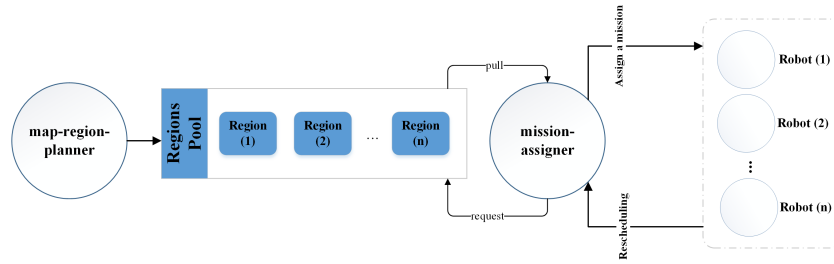 map-region-
planner
Regions
Pool
Region
(1)
Region
(2)
...
Region
(n)
pull
request
mission-
assigner
Assign a mission
Rescheduling
Robot (1)
Robot (2)
...
Robot (n)